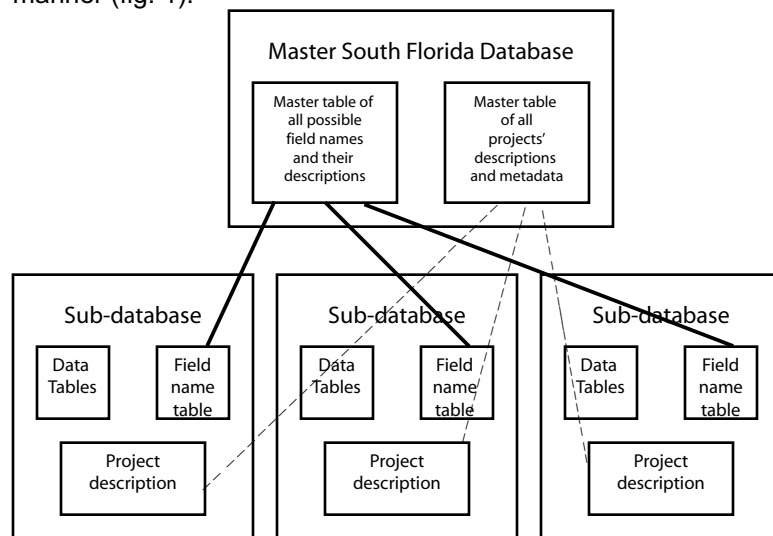 manner (fig. 1).
Master South Florida Database
Master table of
all possible
field names
and their
descriptions
Master table
of all
projects'
descriptions
and metadata
Sub-database
Data
Tables
Field
name
table
Project
description
Sub-database
Data
Tables
Field
name
table
Project
description
Sub-database
Data
Tables
Field
name
table
Project
description